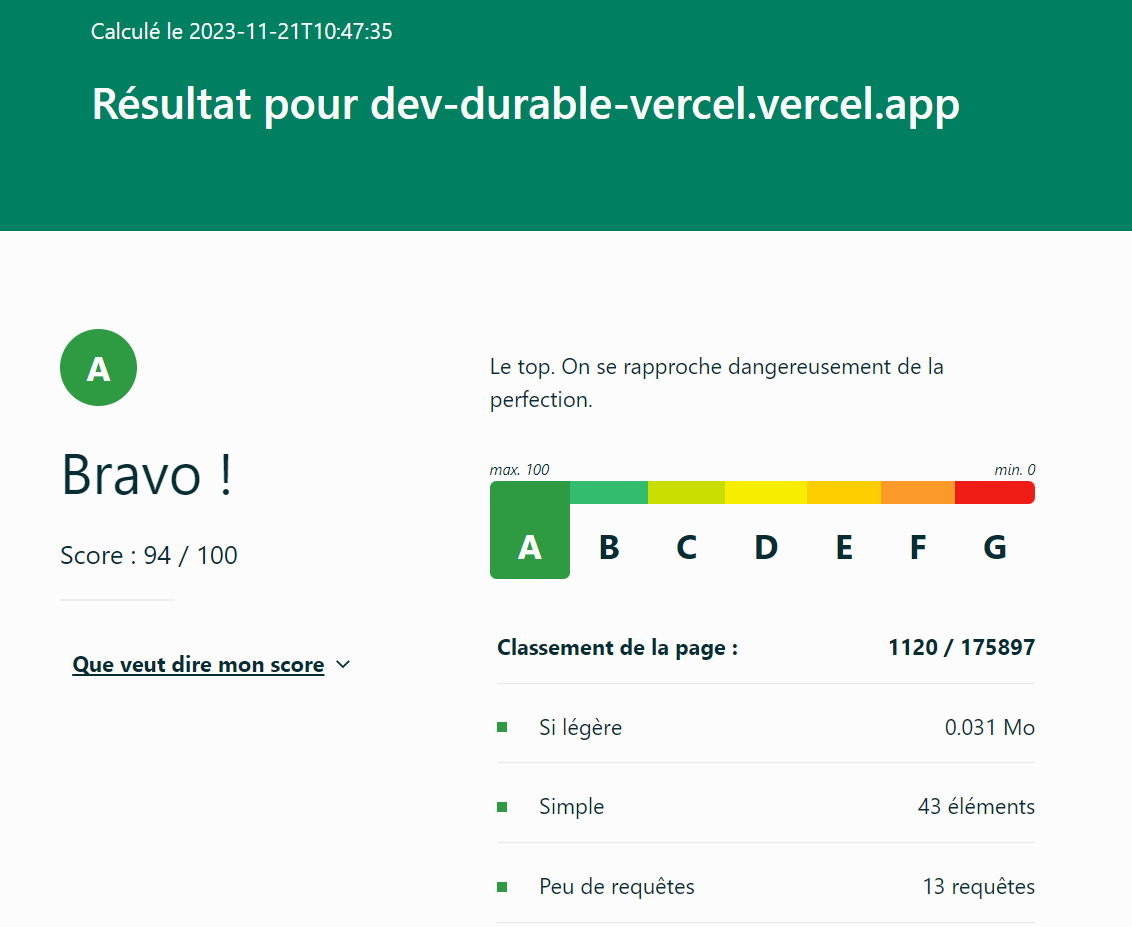 Calculé le 2023-11-21T10:47:35
Résultat pour dev-durable-vercel.vercel.app
A
Bravo !
Score : 94 / 100
Que veut dire mon score
Le top. On se rapproche dangereusement de la
perfection.
max. 100 min. 0
A B C D E F G
Classement de la page : 1120 / 175897
Si légère 0.031 Mo
Simple 43 éléments
Peu de requêtes 13 requêtes